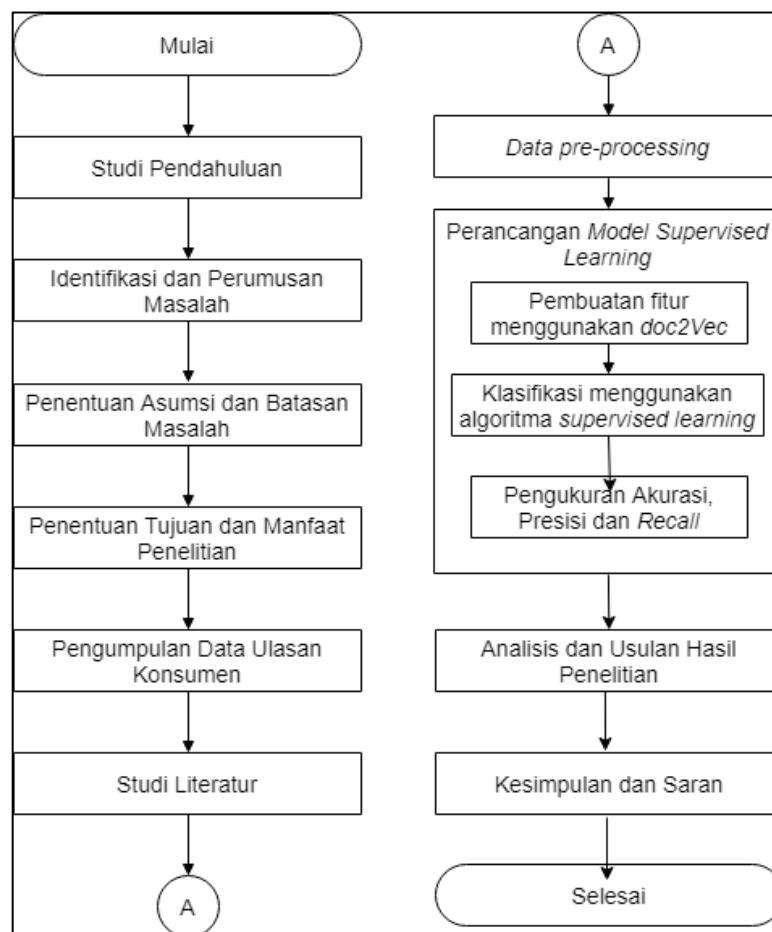 Mulai
Studi Pendahuluan
Identifikasi dan Perumusan
Masalah
Penentuan Asumsi dan Batasan
Masalah
Penentuan Tujuan dan Manfaat
Penelitian
Pengumpulan Data Ulasan
Konsumen
Studi Literatur
A
A
Data pre-processing
Perancangan Model Supervised
Learning
Pembuatan fitur
menggunakan doc2Vec
Klasifikasi menggunakan
algoritma supervised learning
Pengukuran Akurasi,
Presisi dan Recall
Analisis dan Usulan Hasil
Penelitian
Kesimpulan dan Saran
Selesai